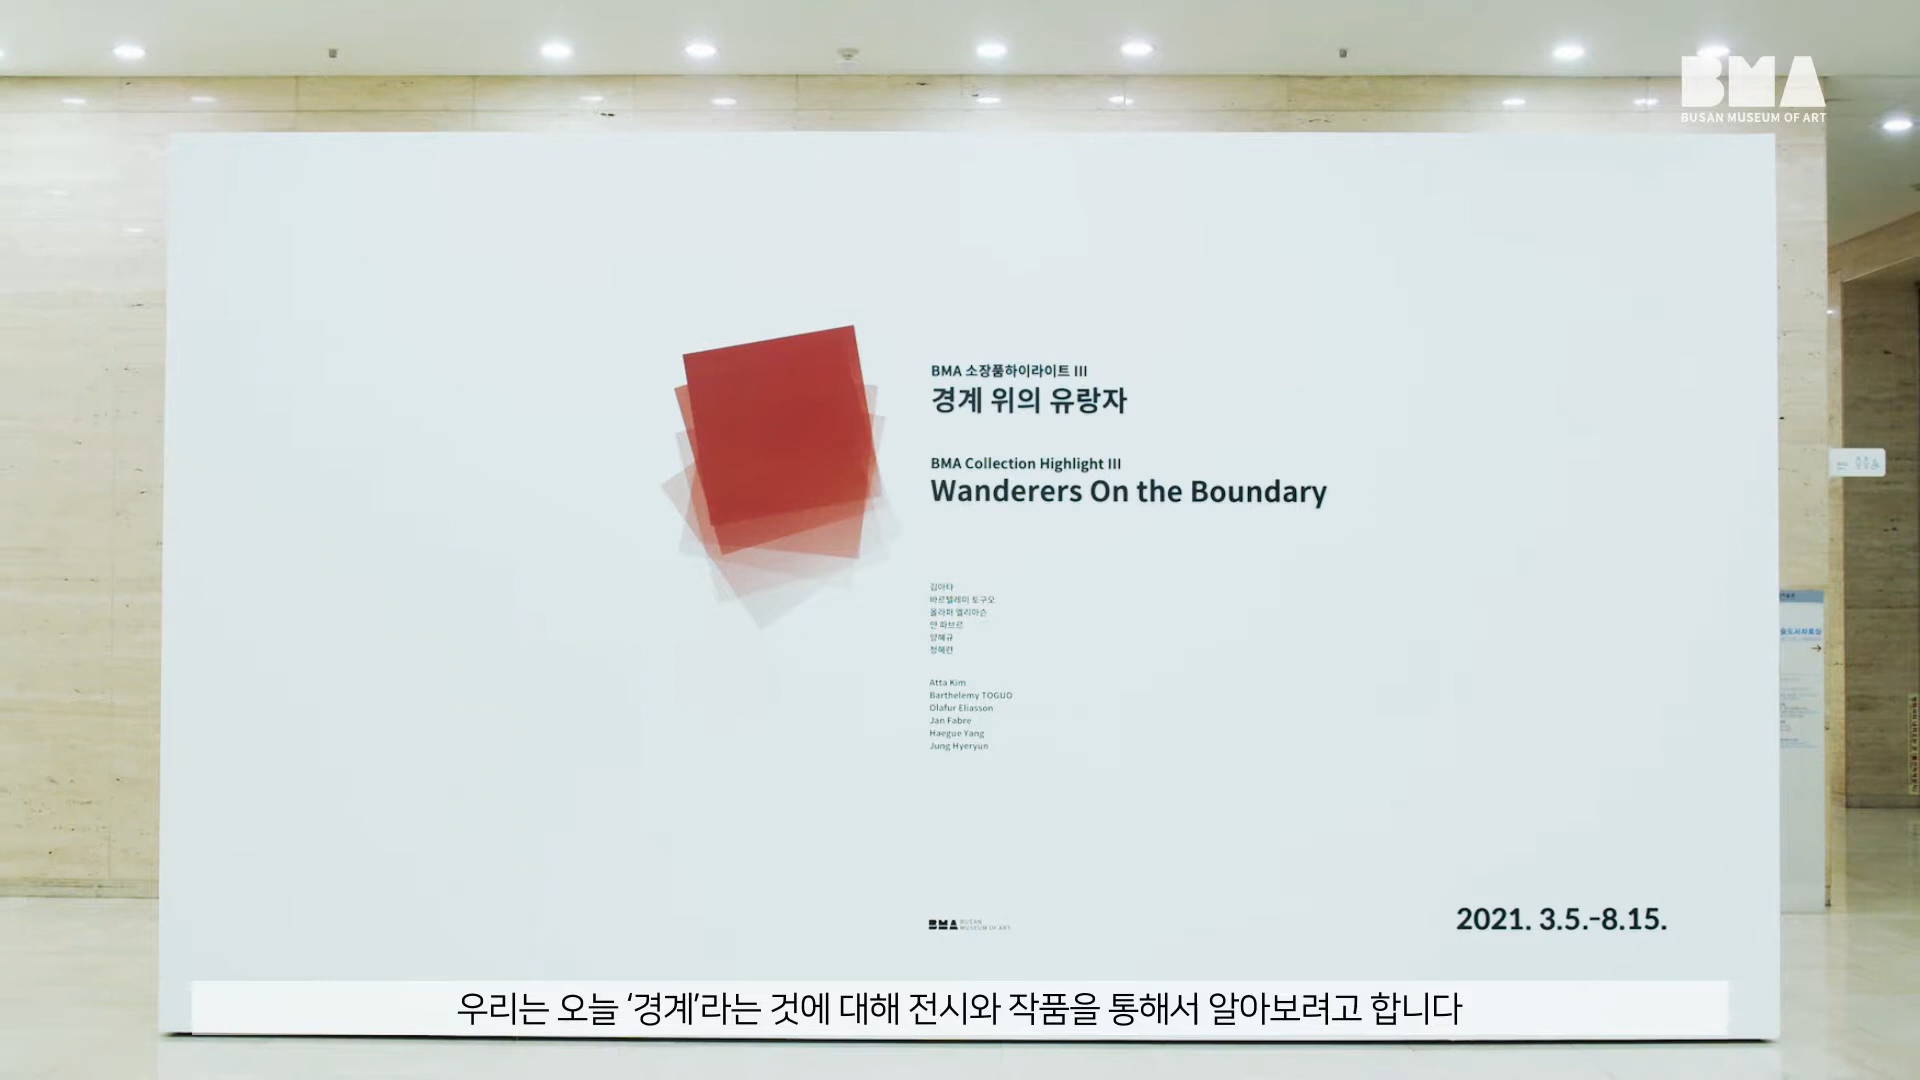 BMA
BUSAN MUSEUM OF ART
BMA 소장품하이라이트 III
경계 위의 유랑자
BMA Collection Highlight III
Wanderers On the Boundary
김아타
바르텔레미 토구오
올라퍼 엘리아슨
얀 파브르
양혜규
정혜련
Atta Kim
Barthelemy TOGUO
Olafur Eliasson
Jan Fabre
Haegue Yang
Jung Hyeryun
BMA BUSAN
MUSEUM OF ART
2021. 3.5.-8.15.
우리는 오늘 ‘경계’라는 것에 대해 전시와 작품을 통해서 알아보려고 합니다